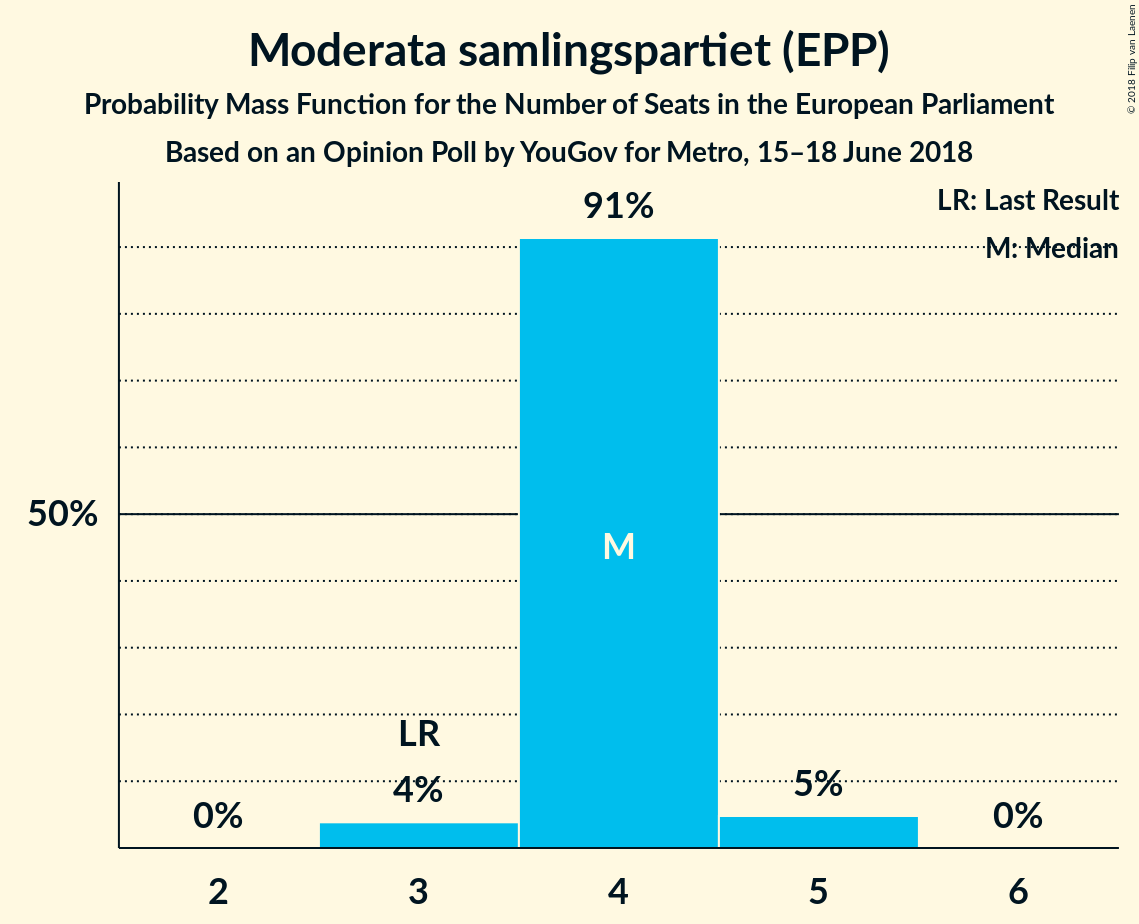 Moderata samlingspartiet (EPP)
Probability Mass Function for the Number of Seats in the European Parliament
Based on an Opinion Poll by YouGov for Metro, 15–18 June 2018
© 2018 Filip van Laenen
LR: Last Result
M: Median
91%
50%
M
LR
4%
5%
0%
0%
2 3 4 5 6